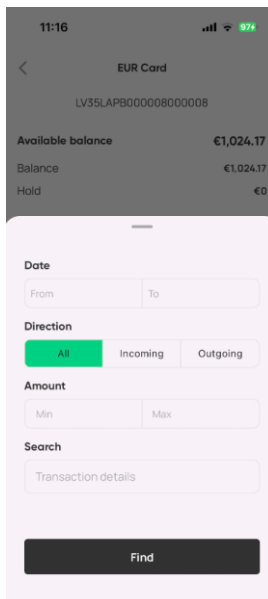 11:16
97
EUR Card
LV35LAPB000008000008
Available balance €1,024.17
Balance €1,024.17
Hold €0
Date
From To
Direction
All Incoming Outgoing
Amount
Min Max
Search
Transaction details
Find